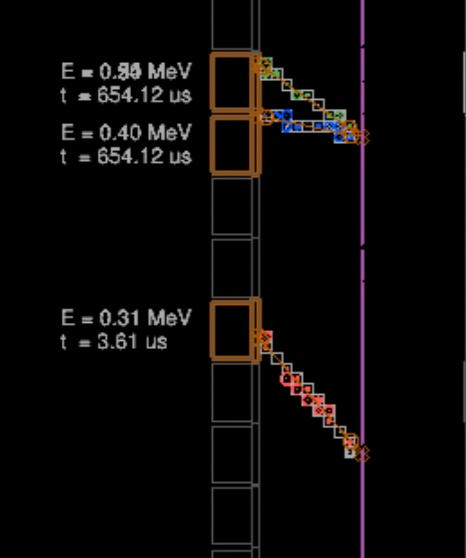 E = MeV
t = 654.12 us
E = 0.40 MeV
t = 654.12 us
E = 0.31 MeV
t = 3.61 us